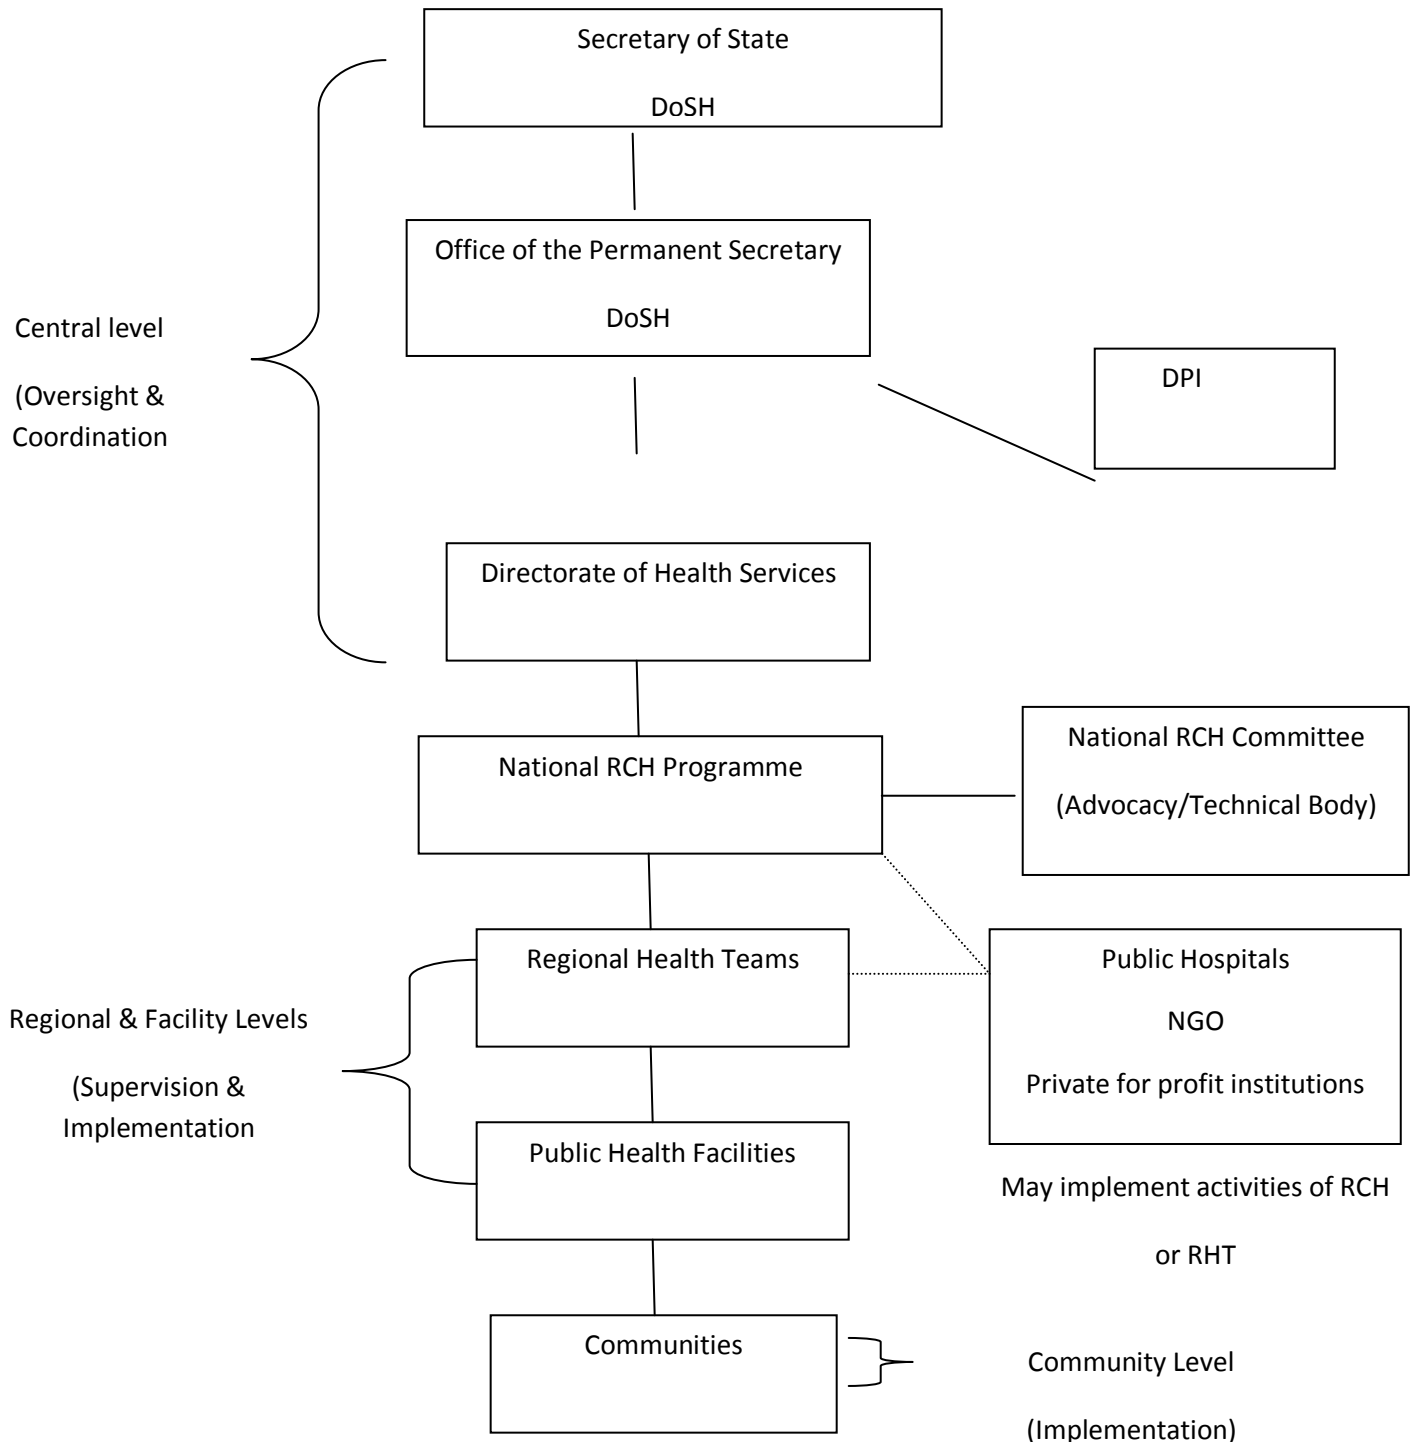 Secretary of State
DoSH
Office of the Permanent Secretary
DoSH
Central level
(Oversight &
Coordination
DPI
Directorate of Health Services
National RCH Programme
National RCH Committee
(Advocacy/Technical Body)
Regional Health Teams
Public Hospitals
NGO
Private for profit institutions
Regional & Facility Levels
(Supervision &
Implementation
Public Health Facilities
May implement activities of RCH
or RHT
Communities
Community Level
(Implementation)